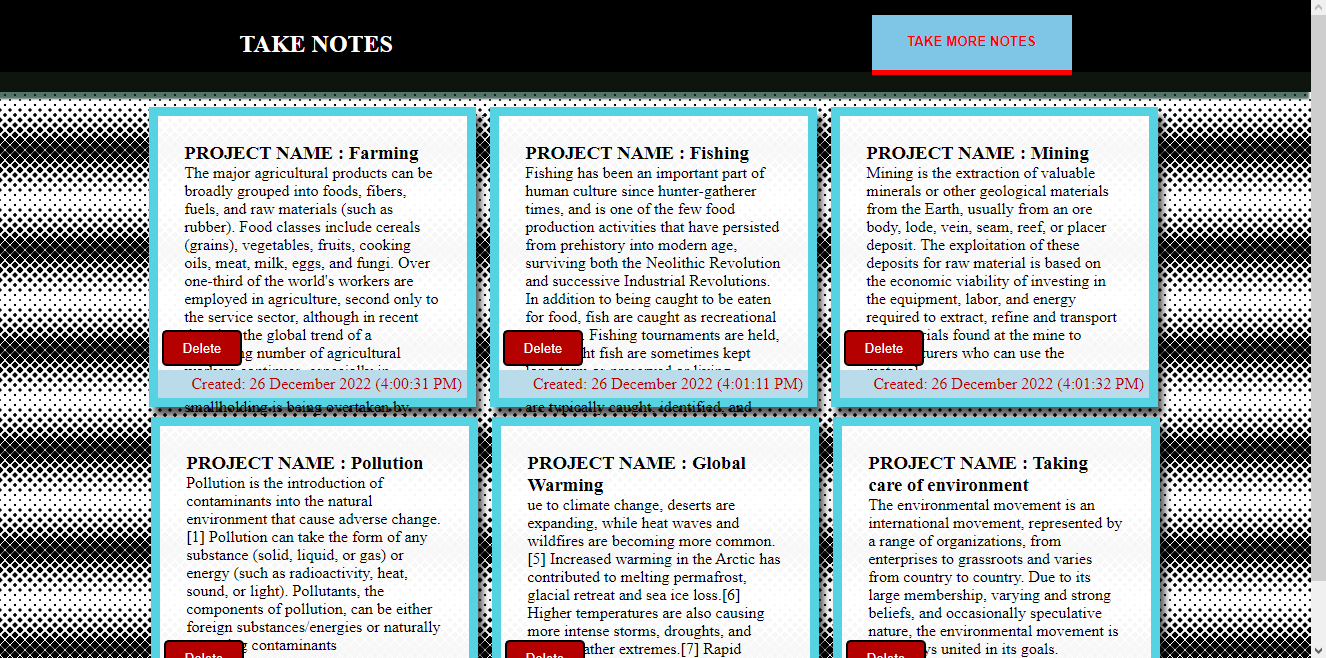 TAKE NOTES
TAKE MORE NOTES
PROJECT NAME : Farming
The major agricultural products can be
broadly grouped into foods, fibers,
fuels, and raw materials (such as
rubber). Food classes include cereals
(grains), vegetables, fruits, cooking
oils, meat, milk, eggs, and fungi. Over
one-third of the world's workers are
employed in agriculture, second only to
the service sector, although in recent
the global trend of a
number of agricultural
Delete
Created: 26 December 2022 (4:00:31 PM)
smallholding is being overtaken by
PROJECT NAME : Fishing
Fishing has been an important part of
human culture since hunter-gatherer
times, and is one of the few food
production activities that have persisted
from prehistory into modern age,
surviving both the Neolithic Revolution
and successive Industrial Revolutions.
In addition to being caught to be eaten
for food, fish are caught as recreational
Fishing tournaments are held,
fish are sometimes kept
Delete
Created: 26 December 2022 (4:01:11 PM)
are typically caught, identified, and
PROJECT NAME : Mining
Mining is the extraction of valuable
minerals or other geological materials
from the Earth, usually from an ore
body, lode, vein, seam, reef, or placer
deposit. The exploitation of these
deposits for raw material is based on
the economic viability of investing in
the equipment, labor, and energy
required to extract, refine and transport
found at the mine to
who can use the
Delete
Created: 26 December 2022 (4:01:32 PM)
PROJECT NAME : Pollution
Pollution is the introduction of
contaminants into the natural
environment that cause adverse change.
[1] Pollution can take the form of any
substance (solid, liquid, or gas) or
energy (such as radioactivity, heat,
sound, or light). Pollutants, the
components of pollution, can be either
foreign substances/energies or naturally
contaminants
Delete
PROJECT NAME : Global
Warming
ue to climate change, deserts are
expanding, while heat waves and
wildfires are becoming more common.
[5] Increased warming in the Arctic has
contributed to melting permafrost,
glacial retreat and sea ice loss.[6]
Higher temperatures are also causing
more intense storms, droughts, and
extremes.[7] Rapid
Delete
PROJECT NAME : Taking
care of environment
The environmental movement is an
international movement, represented by
a range of organizations, from
enterprises to grassroots and varies
from country to country. Due to its
large membership, varying and strong
beliefs, and occasionally speculative
nature, the environmental movement is
united in its goals.
Delete